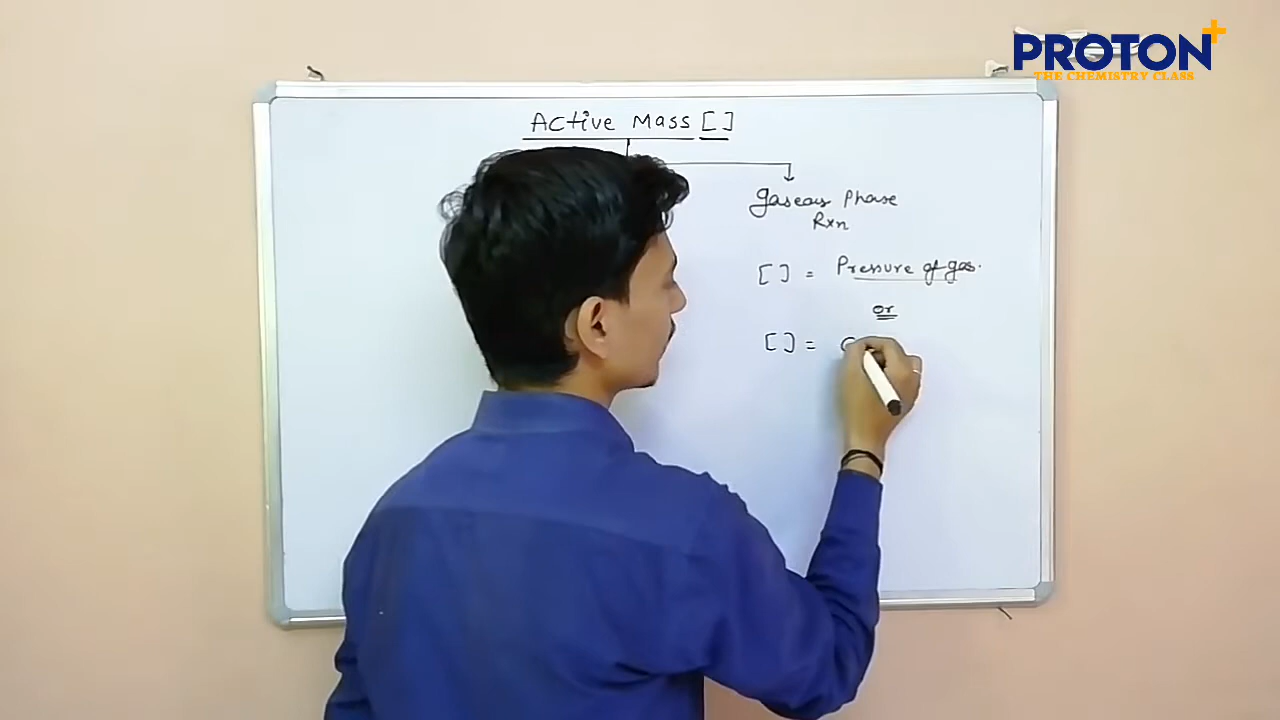 PROTON+
THE CHEMISTRY CLASS
Active Mass [ ]
gaseous Phase
Rxn
[ ] = Pressure of gas.
or
[ ] = C